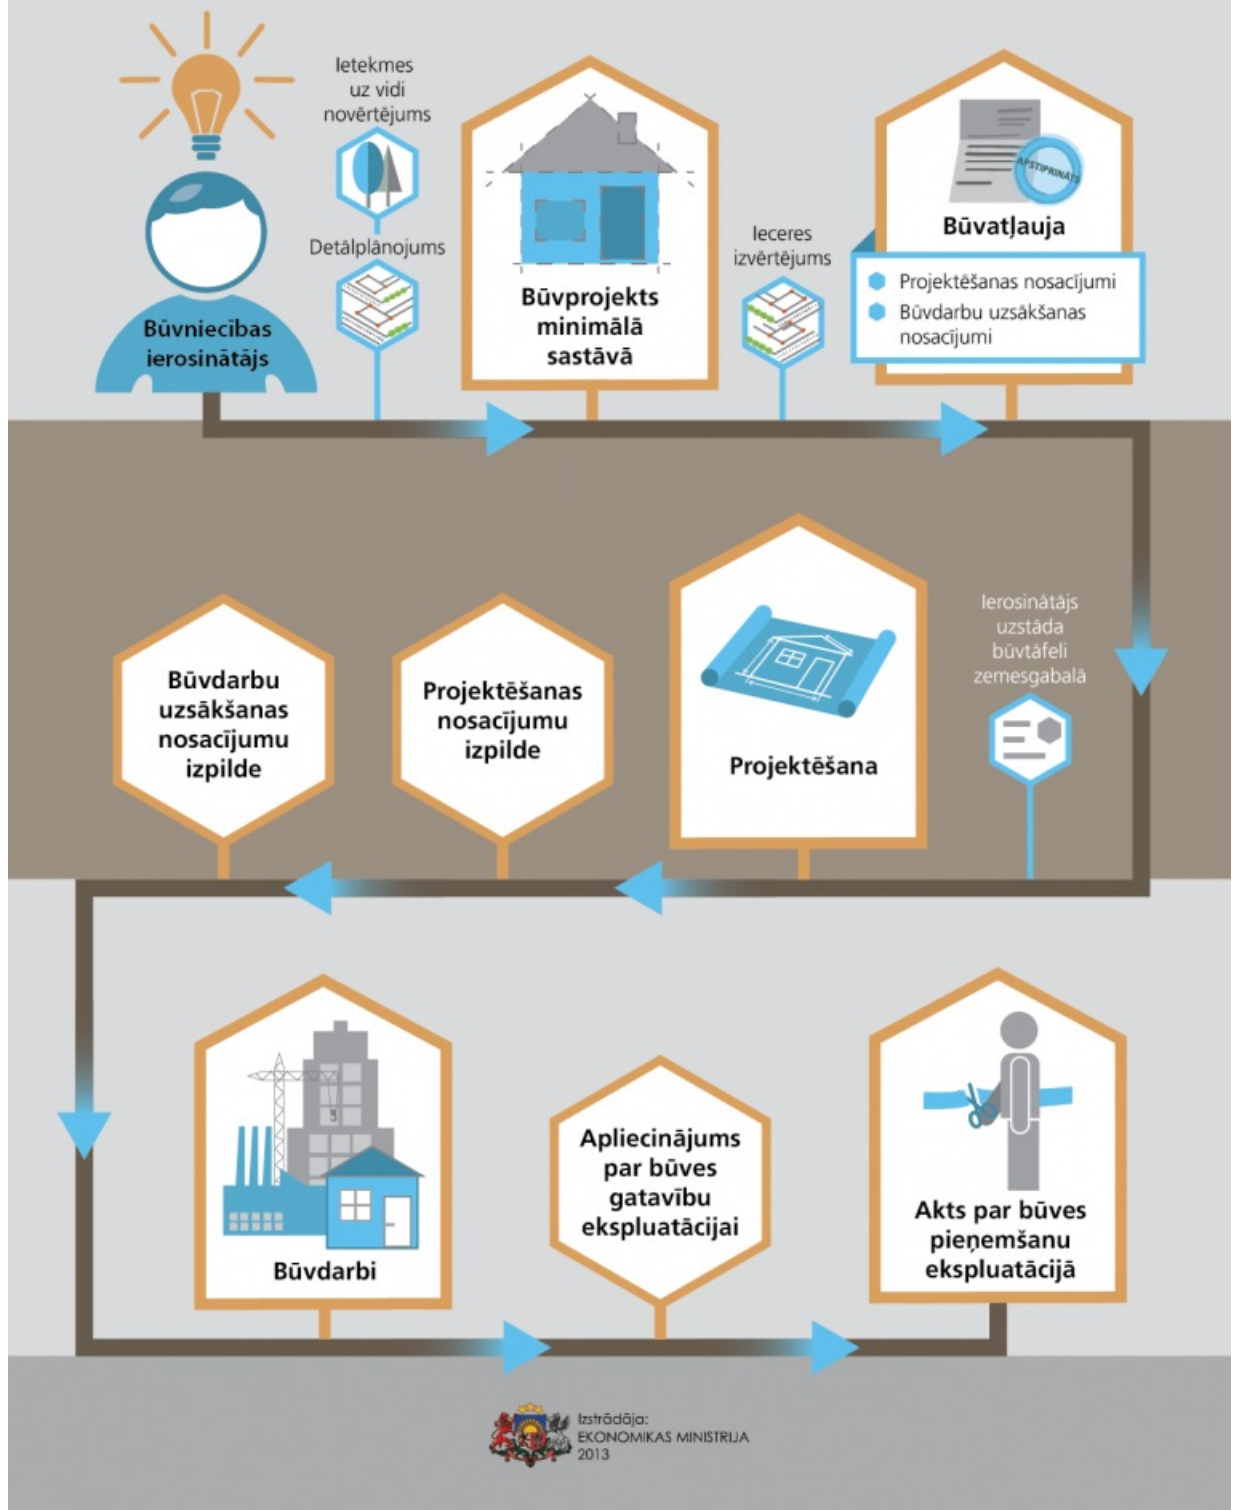 Ietekmes
uz vidi
novērtējums
Detālplānojums
Būvniecības
ierosinātājs
Būvprojekts
minimālā
sastāvā
Ieceres
izvērtējums
APSTIPRINĀTS
Būvatļauja
Projektēšanas nosacījumi
Būvdarbu uzsākšanas
nosacījumi
Ierosinātājs
uzstāda
būvtāfeli
zemesgabalā
Projektēšana
Projektēšanas
nosacījumu
izpilde
Būvdarbu
uzsākšanas
nosacījumu
izpilde
Būvdarbi
Apliecinājums
par būves
gatavību
ekspluatācijai
Akts par būves
pieņemšanu
ekspluatācijā
Izstrādāja:
EKONOMIKAS MINISTRIJA
2013